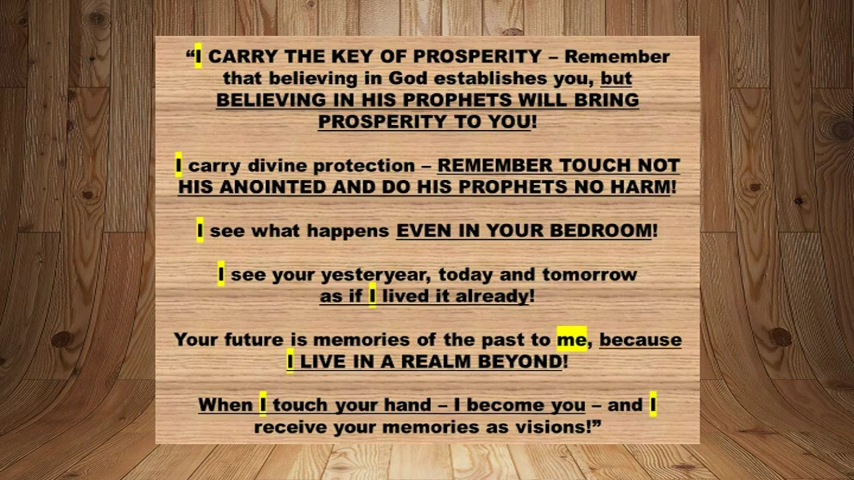 “I CARRY THE KEY OF PROSPERITY – Remember
that believing in God establishes you, but
BELIEVING IN HIS PROPHETS WILL BRING
PROSPERITY TO YOU!
I carry divine protection – REMEMBER TOUCH NOT
HIS ANOINTED AND DO HIS PROPHETS NO HARM!
I see what happens EVEN IN YOUR BEDROOM!
I see your yesteryear, today and tomorrow
as if I lived it already!
Your future is memories of the past to me, because
I LIVE IN A REALM BEYOND!
When I touch your hand – I become you – and I
receive your memories as visions!”